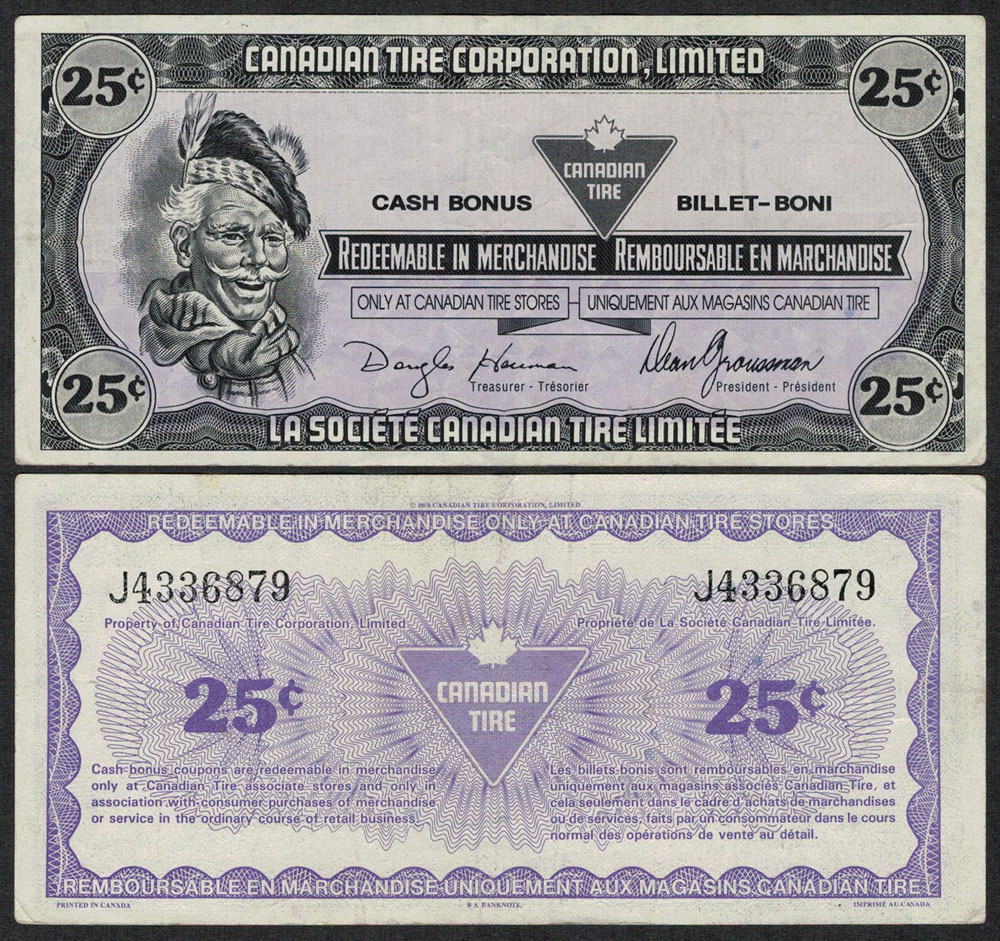 25¢ CANADIAN TIRE CORPORATION, LIMITED 25¢
CANADIAN
TIRE
CASH BONUS BILLET-BONI
REDEEMABLE IN MERCHANDISE REMBOURSABLE EN MARCHANDISE
ONLY AT CANADIAN TIRE STORES UNIQUEMENT AUX MAGASINS CANADIAN TIRE
Douglas Dean Groussman
Treasurer - Trésorier President - Président
25¢ LA SOCIÉTÉ CANADIAN TIRE LIMITÉE 25¢
CANADIAN TIRE CORPORATION, LIMITED
REDEEMABLE IN MERCHANDISE ONLY AT CANADIAN TIRE STORES
J4336879 J4336879
Property of Canadian Tire Corporation Limited Propriété de La Société Canadian Tire Limitée.
CANADIAN
TIRE
25¢ 25¢
Cash bonus coupons are redeemable in merchandise
only at Canadian Tire associate stores and only in
association with consumer purchases of merchandise
or service in the ordinary course of retail business.
Les billets-bonis sont remboursables en marchandise
uniquement aux magasins associés Canadian Tire, et
cela seulement dans le cadre d'achats de marchandises
ou de services, faits par un consommateur dans le cours
normal des opérations de vente au détail.
REMBOURSABLE EN MARCHANDISE UNIQUEMENT AUX MAGASINS CANADIAN TIRE
PRINTED IN CANADA B A BANKNOTE. IMPRIMÉ AU CANADA